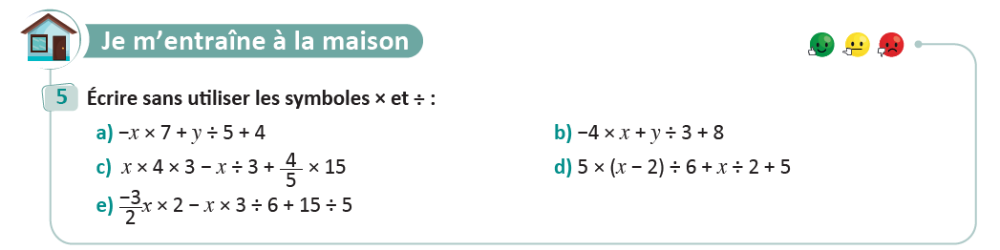 Je m'entraîne à la maison
5 Écrire sans utiliser les symboles × et ÷ :
a) −x × 7 + y ÷ 5 + 4
b) −4 × x + y ÷ 3 + 8
c) x × 4 × 3 − x ÷ 3 + 4/5 × 15
d) 5 × (x − 2) ÷ 6 + x ÷ 2 + 5
e) −3/2 x × 2 − x × 3 ÷ 6 + 15 ÷ 5